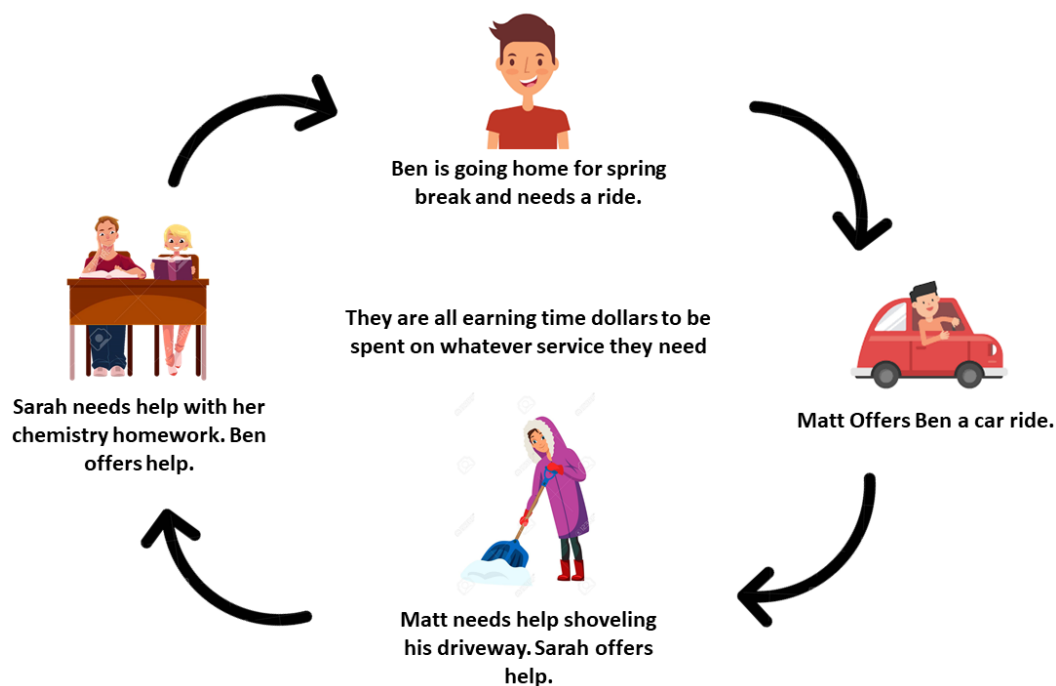 Ben is going home for spring
break and needs a ride.
They are all earning time dollars to be
spent on whatever service they need
Matt Offers Ben a car ride.
Matt needs help shoveling
his driveway. Sarah offers
help.
Sarah needs help with her
chemistry homework. Ben
offers help.